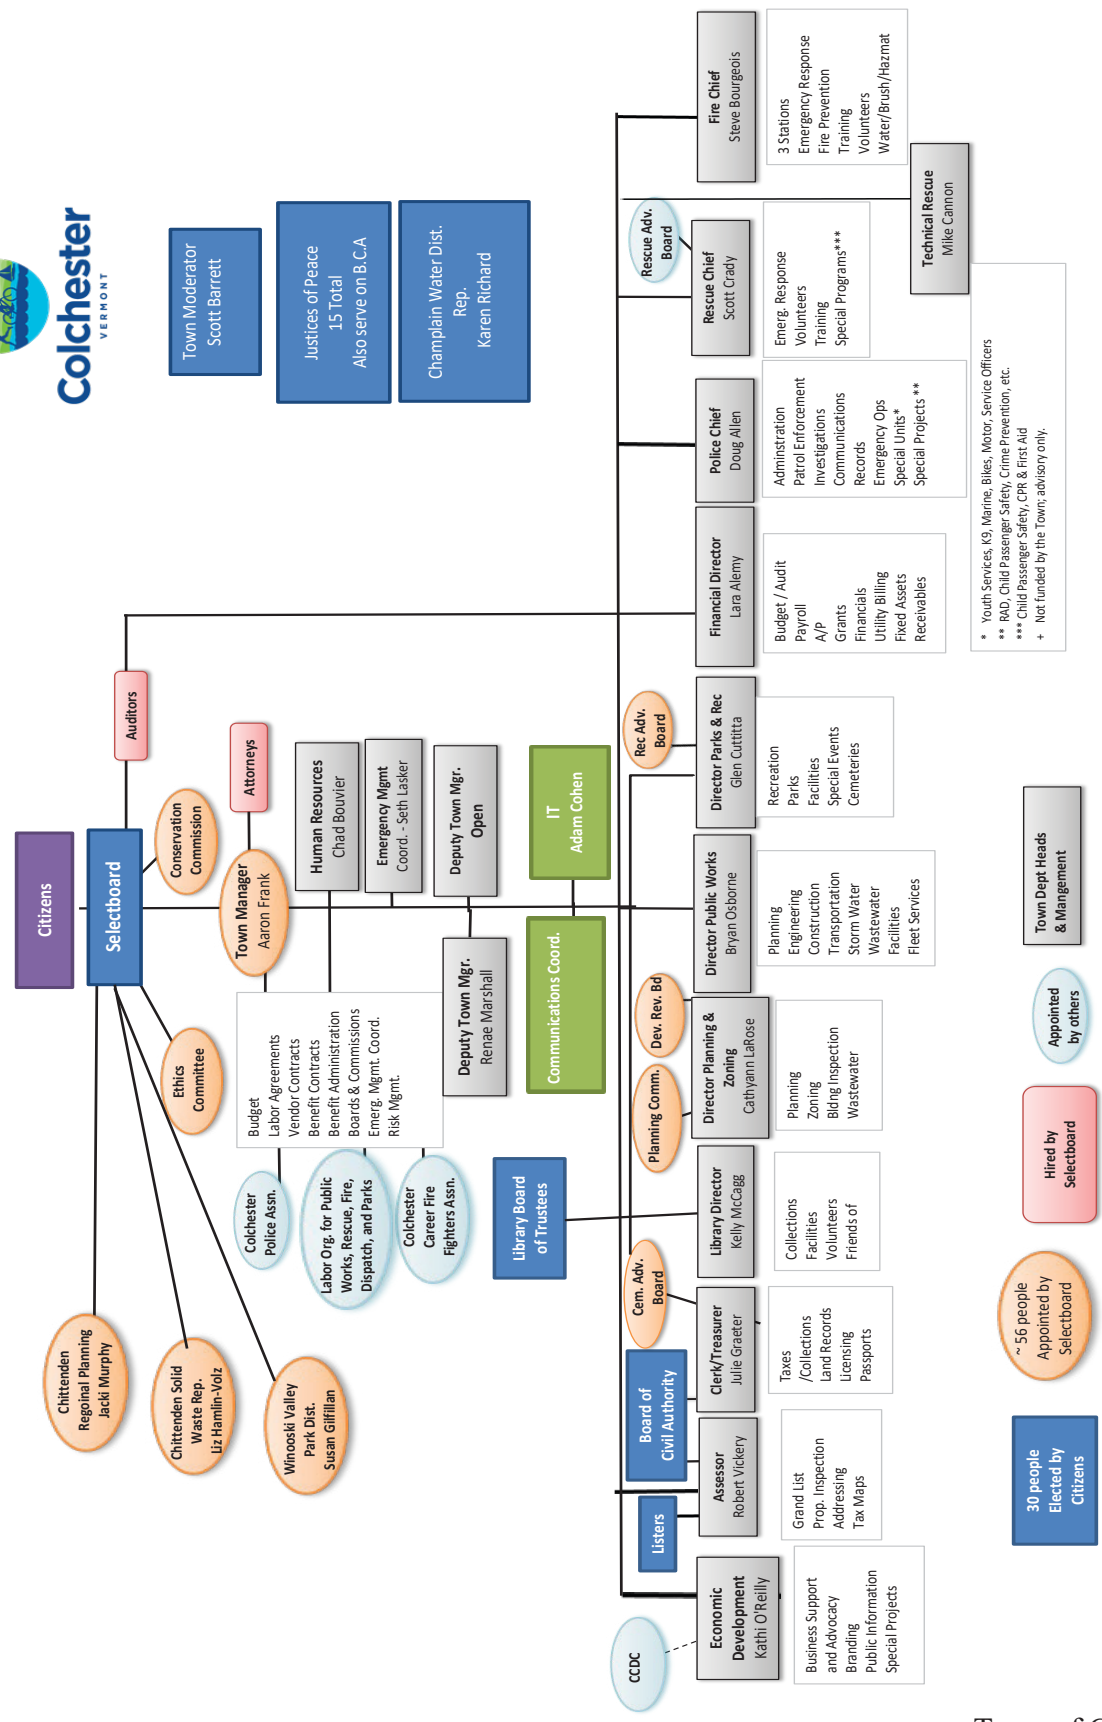 Colchester
VERMONT
Town Moderator
Scott Barrett
Justices of Peace
15 Total
Also serve on B.C.A
Champlain Water Dist.
Rep.
Karen Richard
Citizens
Selectboard
Auditors
Conservation
Commission
Ethics
Committee
Chittenden
Regoinal Planning
Jacki Murphy
Chittenden Solid
Waste Rep.
Liz Hamlin-Volz
Winooski Valley
Park Dist.
Susan Gilfillan
Town Manager
Aaron Frank
Attorneys
Budget
Labor Agreements
Vendor Contracts
Benefit Contracts
Benefit Administration
Boards & Commissions
Emerg. Mgmt. Coord.
Risk Mgmt.
Colchester
Police Assn.
Labor Org. for Public
Works, Rescue, Fire,
Dispatch, and Parks
Colchester
Career Fire
Fighters Assn.
Human Resources
Chad Bouvier
Emergency Mgmt
Coord. - Seth Lasker
Deputy Town Mgr.
Open
Deputy Town Mgr.
Renae Marshall
Communications Coord.
IT
Adam Cohen
Library Board
of Trustees
CCDC
Economic
Development
Kathi O'Reilly
Business Support
and Advocacy
Branding
Public Information
Special Projects
Listers
Board of
Civil Authority
Assessor
Robert Vickery
Grand List
Prop. Inspection
Addressing
Tax Maps
Cem. Adv.
Board
Clerk/Treasurer
Julie Graeter
Taxes
/Collections
Land Records
Licensing
Passports
Library Director
Kelly McCagg
Collections
Facilities
Volunteers
Friends of
Planning Comm.
Dev. Rev. Bd
Director Planning &
Zoning
Cathyann LaRose
Planning
Zoning
Bldng Inspection
Wastewater
Director Public Works
Bryan Osborne
Planning
Engineering
Construction
Transportation
Storm Water
Wastewater
Facilities
Fleet Services
Rec Adv.
Board
Director Parks & Rec
Glen Cuttitta
Recreation
Parks
Facilities
Special Events
Cemeteries
Financial Director
Lara Alemy
Budget / Audit
Payroll
A/P
Grants
Financials
Utility Billing
Fixed Assets
Receivables
Police Chief
Doug Allen
Adminstration
Patrol Enforcement
Investigations
Communications
Records
Emergency Ops
Special Units*
Special Projects **
Rescue Adv.
Board
Rescue Chief
Scott Crady
Emerg. Response
Volunteers
Training
Special Programs***
Fire Chief
Steve Bourgeois
3 Stations
Emergency Response
Fire Prevention
Training
Volunteers
Water/Brush/Hazmat
Technical Rescue
Mike Cannon
* Youth Services, K9, Marine, Bikes, Motor, Service Officers
** RAD, Child Passenger Safety, Crime Prevention, etc.
*** Child Passenger Safety, CPR & First Aid
+ Not funded by the Town; advisory only.
30 people
Elected by
Citizens
~ 56 people
Appointed by
Selectboard
Hired by
Selectboard
Appointed
by others
Town Dept Heads
& Mangement